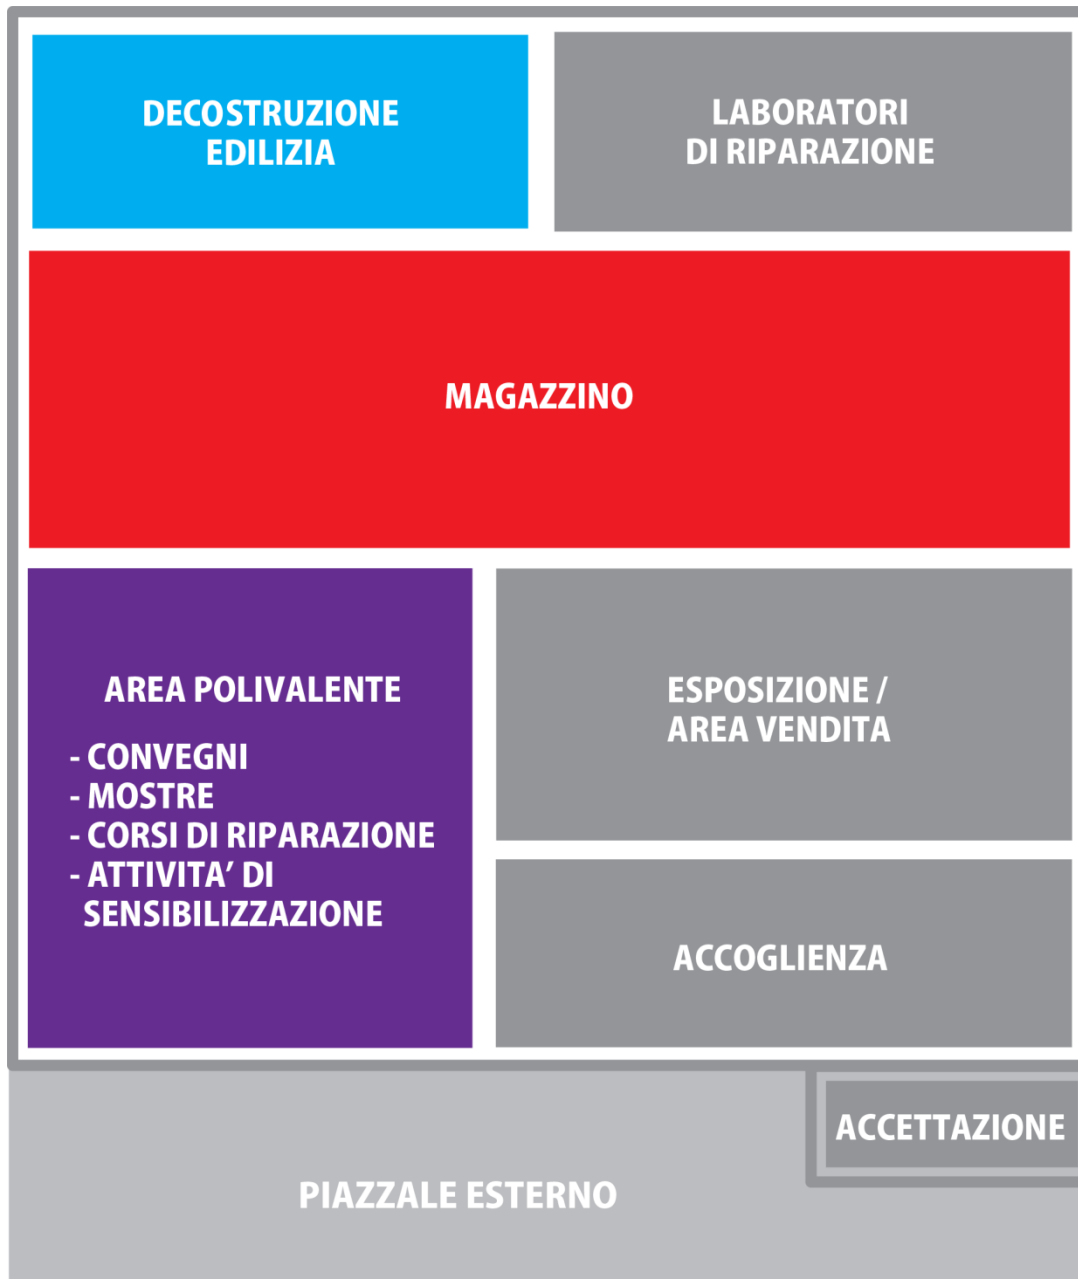 DECOSTRUZIONE
EDILIZIA
LABORATORI
DI RIPARAZIONE
MAGAZZINO
AREA POLIVALENTE
- CONVEGNI
- MOSTRE
- CORSI DI RIPARAZIONE
- ATTIVITA’ DI
SENSIBILIZZAZIONE
ESPOSIZIONE /
AREA VENDITA
ACCOGLIENZA
ACCETTAZIONE
PIAZZALE ESTERNO